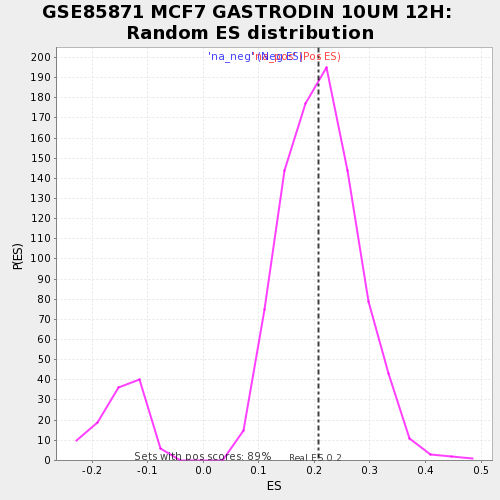 GSE85871 MCF7 GASTRODIN 10UM 12H:
Random ES distribution
'na_neg' (Neg ES) 'na_pos' (Pos ES)
200
190
180
170
160
150
140
130
120
110
100
90
80
70
60
50
40
30
20
10
0
P(ES)
Sets with pos scores: 89%
Real ES 0.2
-0.2 -0.1 0.0 0.1 0.2 0.3 0.4 0.5
ES